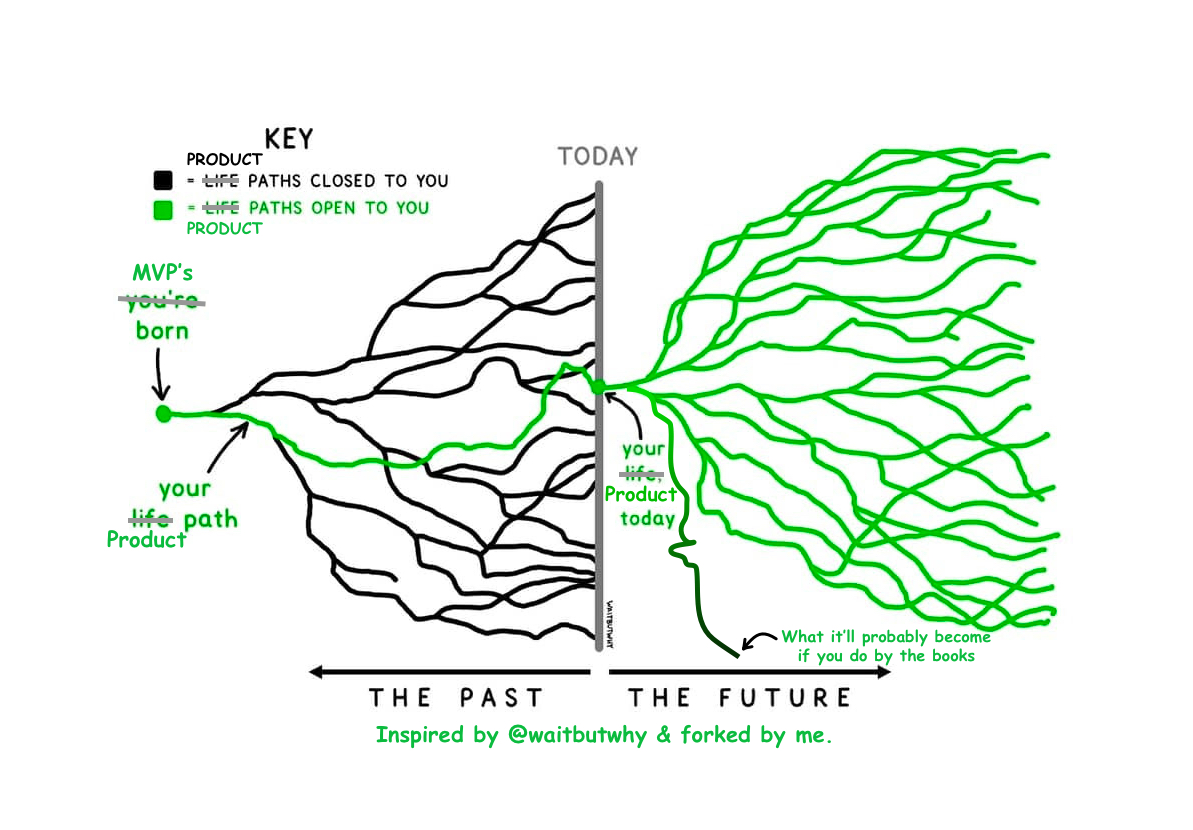 KEY
PRODUCT
= LIFE PATHS CLOSED TO YOU
= LIFE PATHS OPEN TO YOU
PRODUCT
TODAY
MVP's
you're
born
your
life path
Product
your
life,
Product
today
WAITBUTWHY
What it'll probably become
if you do by the books
THE PAST
THE FUTURE
Inspired by @waitbutwhy & forked by me.